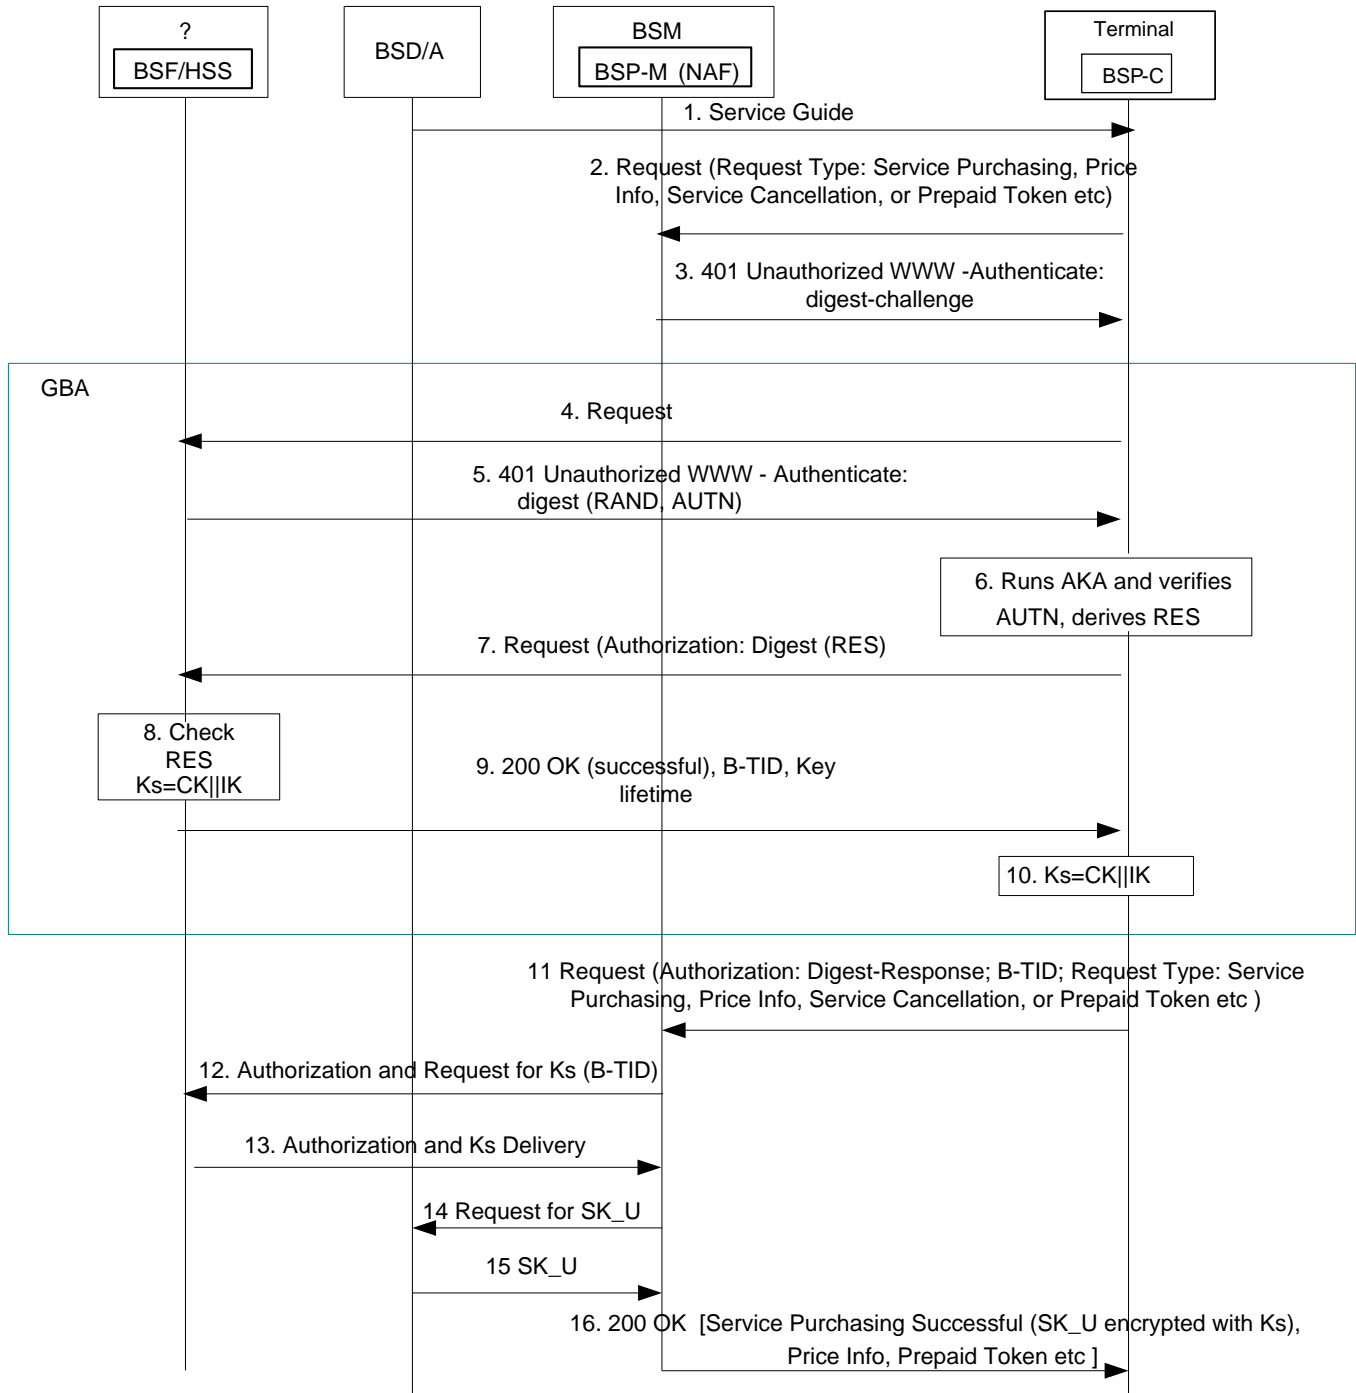 ?
BSF/HSS
BSD/A
BSM
BSP-M (NAF)
Terminal
BSP-C
1. Service Guide
2. Request (Request Type: Service Purchasing, Price
Info, Service Cancellation, or Prepaid Token etc)
3. 401 Unauthorized WWW -Authenticate:
digest-challenge
GBA
4. Request
5. 401 Unauthorized WWW - Authenticate:
digest (RAND, AUTN)
6. Runs AKA and verifies
AUTN, derives RES
7. Request (Authorization: Digest (RES)
8. Check
RES
Ks=CK||IK
9. 200 OK (successful), B-TID, Key
lifetime
10. Ks=CK||IK
11 Request (Authorization: Digest-Response; B-TID; Request Type: Service
Purchasing, Price Info, Service Cancellation, or Prepaid Token etc )
12. Authorization and Request for Ks (B-TID)
13. Authorization and Ks Delivery
14 Request for SK_U
15 SK_U
16. 200 OK [Service Purchasing Successful (SK_U encrypted with Ks),
Price Info, Prepaid Token etc ]